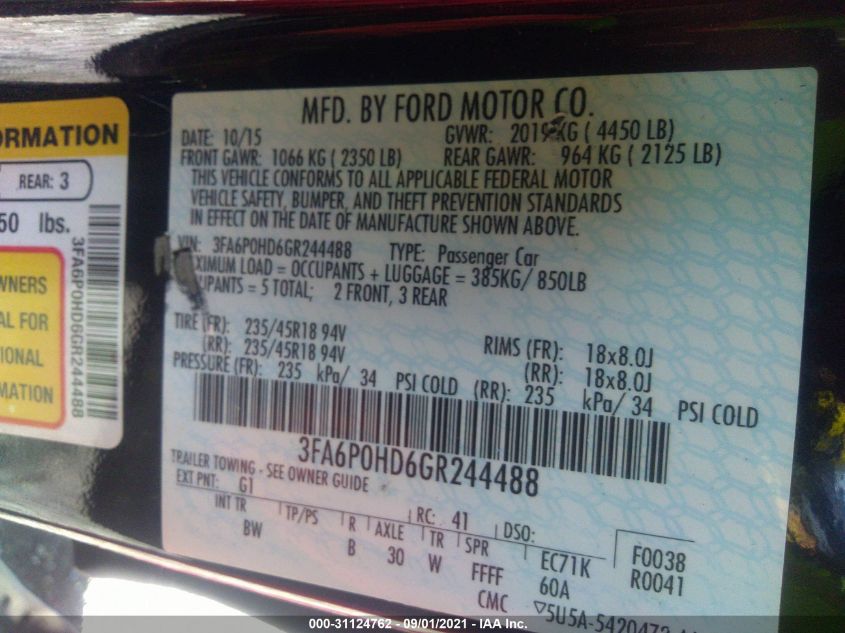 ORMATION
REAR: 3
50 lbs.
WNERS
AL FOR
IONAL
MATION
3FA6P0HD6GR244488
MFD. BY FORD MOTOR CO.
DATE: 10/15 GVWR: 2019 KG ( 4450 LB)
FRONT GAWR: 1066 KG ( 2350 LB) REAR GAWR: 964 KG ( 2125 LB)
THIS VEHICLE CONFORMS TO ALL APPLICABLE FEDERAL MOTOR
VEHICLE SAFETY, BUMPER, AND THEFT PREVENTION STANDARDS
IN EFFECT ON THE DATE OF MANUFACTURE SHOWN ABOVE.
VIN: 3FA6P0HD6GR244488 TYPE: Passenger Car
XIMUM LOAD = OCCUPANTS + LUGGAGE = 385KG/ 850LB
UPANTS = 5 TOTAL; 2 FRONT, 3 REAR
TIRE (FR): 235/45R18 94V RIMS (FR): 18x8.0J
(RR): 235/45R18 94V (RR): 18x8.0J
PRESSURE (FR): 235 kPa/ 34 PSI COLD (RR): 235 kPa/ 34 PSI COLD
3FA6P0HD6GR244488
TRAILER TOWING - SEE OWNER GUIDE
EXT PNT: G1 RC: 41 DSO:
INT TR TP/PS R AXLE TR SPR EC71K F0038
BW B 30 W FFFF 60A R0041
CMC ▽5U5A-5420472
000-31124762 - 09/01/2021 - IAA Inc.